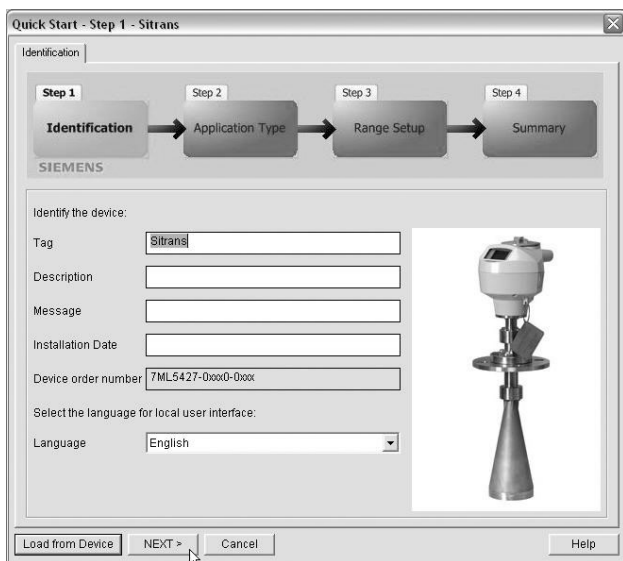 Quick Start - Step 1 - Sitrans
Identification
Step 1
Step 2
Step 3
Step 4
Identification
Application Type
Range Setup
Summary
SIEMENS
Identify the device:
Tag
Sitrans
Description
Message
Installation Date
Device order number
7ML5427-0xxx0-0xxx
Select the language for local user interface:
Language
English
Load from Device
NEXT >
Cancel
Help